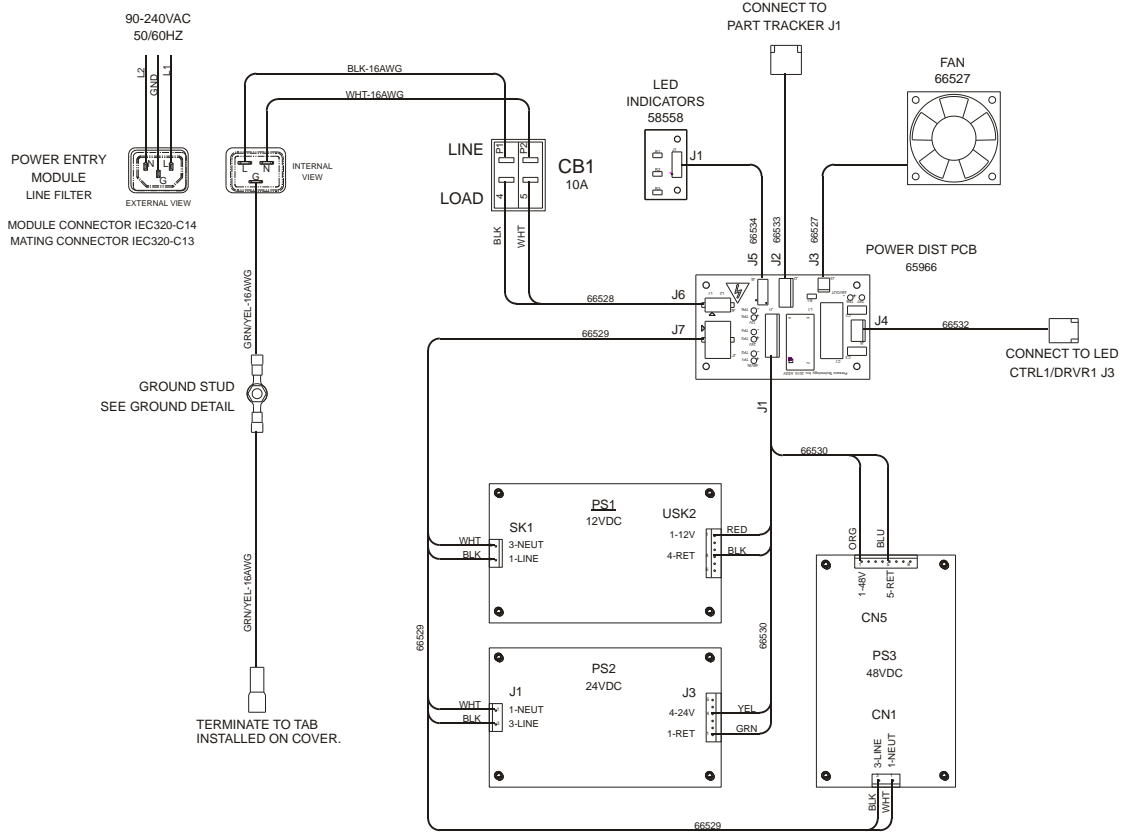 90-240VAC
50/60HZ
L2
GND
L1
POWER ENTRY
MODULE
LINE FILTER
N
L
G
EXTERNAL VIEW
MODULE CONNECTOR IEC320-C14
MATING CONNECTOR IEC320-C13
L
N
G
INTERNAL
VIEW
BLK-16AWG
WHT-16AWG
GRN/YEL-16AWG
GROUND STUD
SEE GROUND DETAIL
GRN/YEL-16AWG
TERMINATE TO TAB
INSTALLED ON COVER.
LINE
P1
P2
CB1
10A
LOAD
4
5
BLK
WHT
LED
INDICATORS
58558
J1
CONNECT TO
PART TRACKER J1
FAN
66527
66534
66533
66527
J5
J2
J3
POWER DIST PCB
65966
J6
66528
J7
66529
J4
66532
CONNECT TO LED
CTRL1/DRVR1 J3
J1
66530
PS1
12VDC
SK1
USK2
WHT
3-NEUT
BLK
1-LINE
1-12V
RED
4-RET
BLK
66529
66530
PS2
24VDC
J1
J3
WHT
1-NEUT
BLK
3-LINE
4-24V
YEL
1-RET
GRN
ORG
BLU
1-48V
5-RET
CN5
PS3
48VDC
CN1
3-LINE
1-NEUT
BLK
WHT
66529